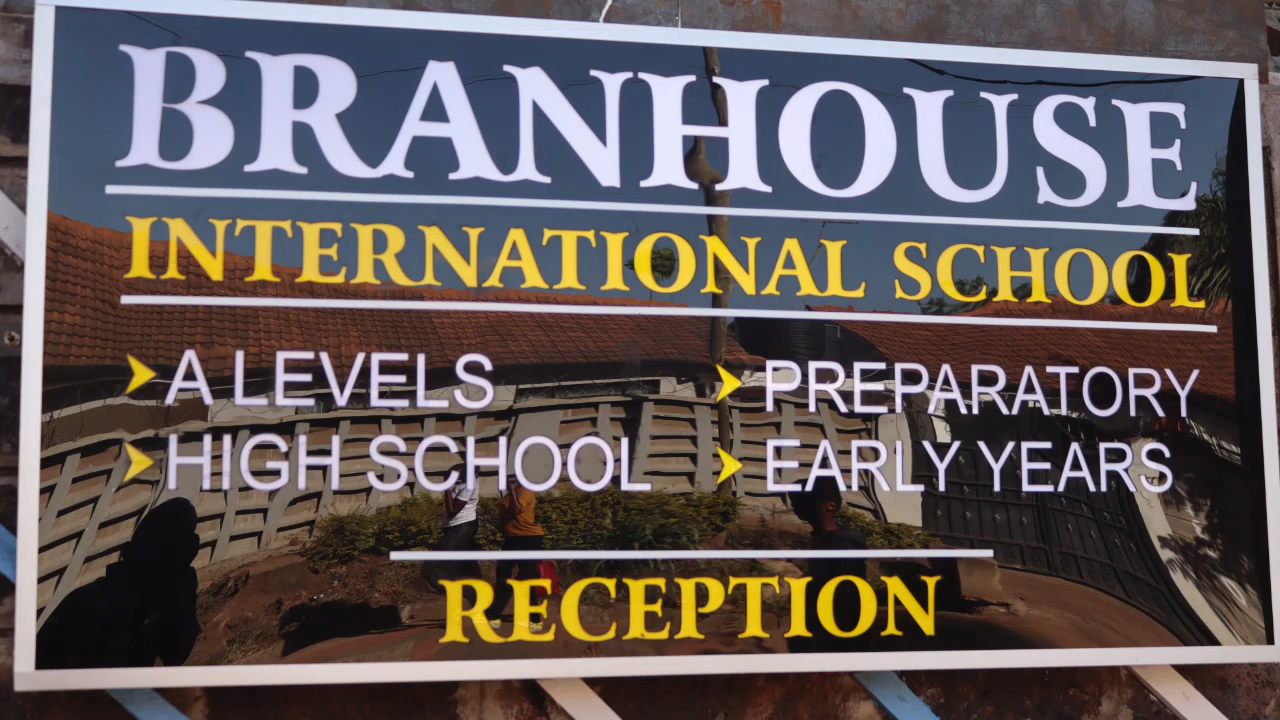 BRANHOUSE
INTERNATIONAL SCHOOL
A LEVELS
HIGH SCHOOL
PREPARATORY
EARLY YEARS
RECEPTION